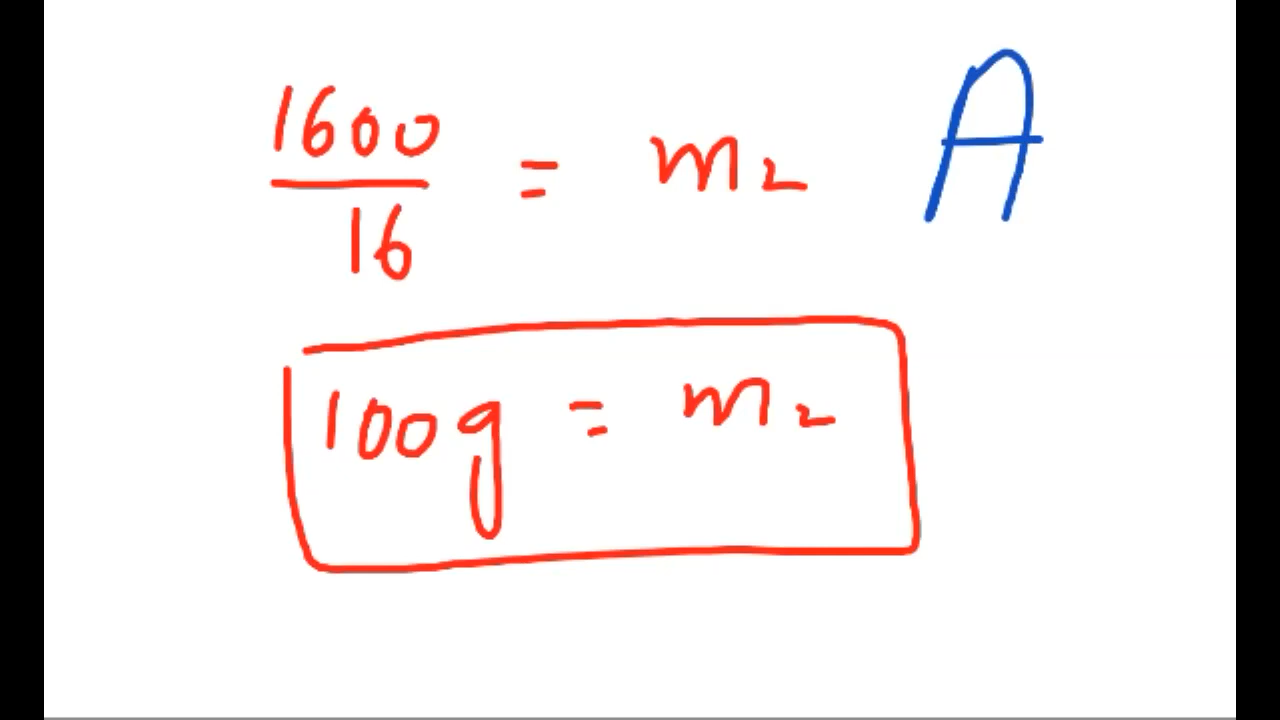 1600/16 = m₂ A
100g = m₂